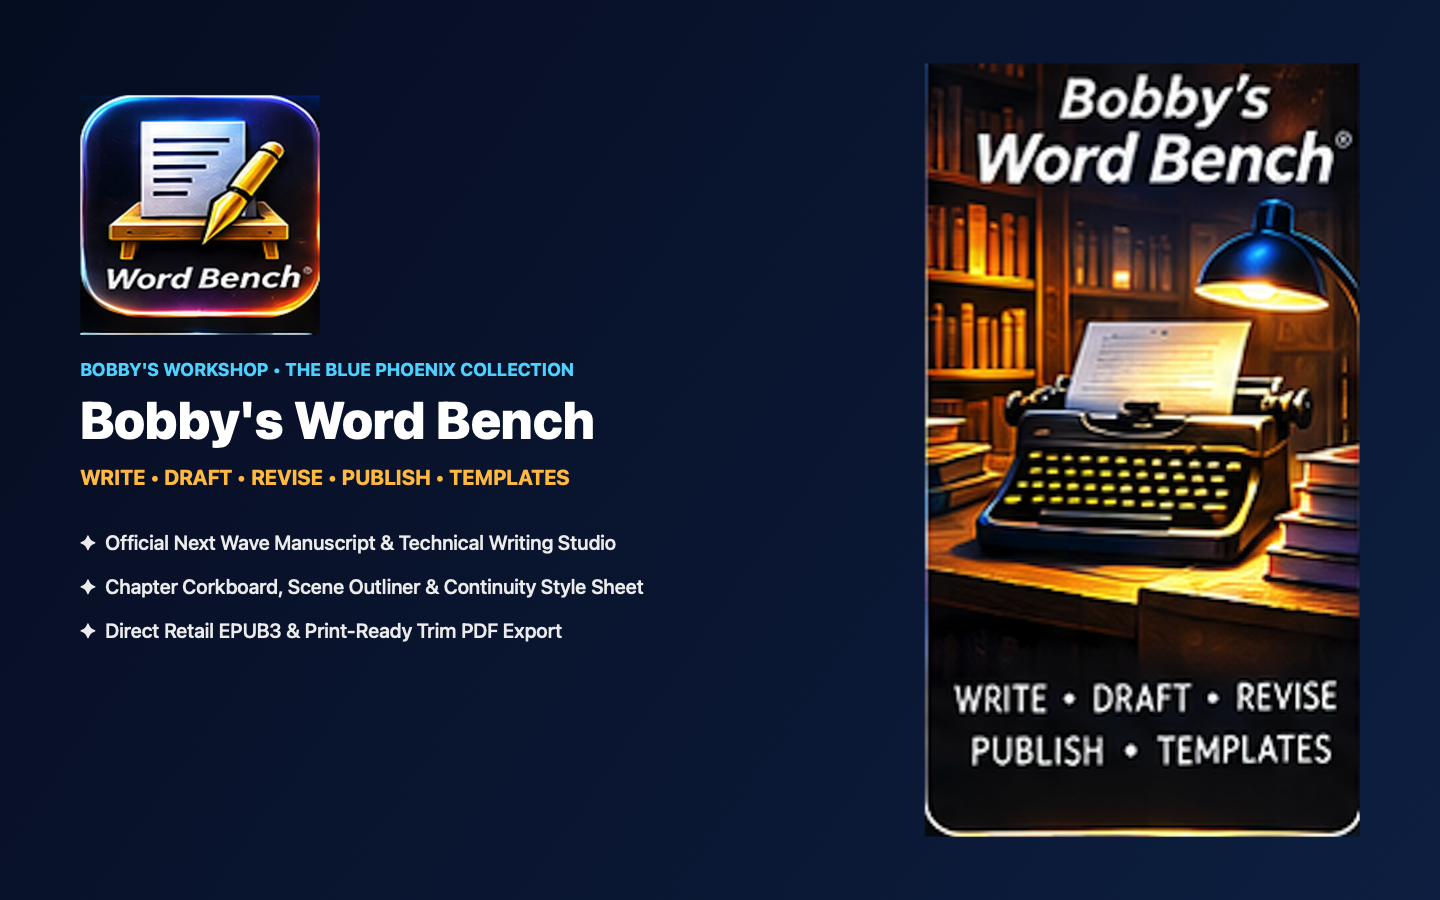 Word Bench®
BOBBY'S WORKSHOP • THE BLUE PHOENIX COLLECTION
Bobby's Word Bench
WRITE • DRAFT • REVISE • PUBLISH • TEMPLATES
✦ Official Next Wave Manuscript & Technical Writing Studio
✦ Chapter Corkboard, Scene Outliner & Continuity Style Sheet
✦ Direct Retail EPUB3 & Print-Ready Trim PDF Export
Bobby's
Word Bench®
WRITE • DRAFT • REVISE
PUBLISH • TEMPLATES